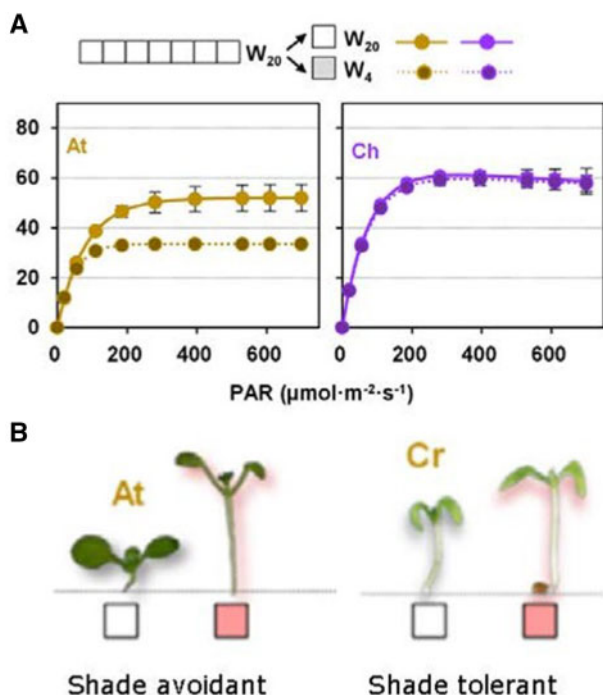 A
W20 W20
W4
At
Ch
80
60
40
20
0
0 200 400 600 0 200 400 600
PAR (μmol·m-2·s-1)
B
At
Cr
Shade avoidant Shade tolerant